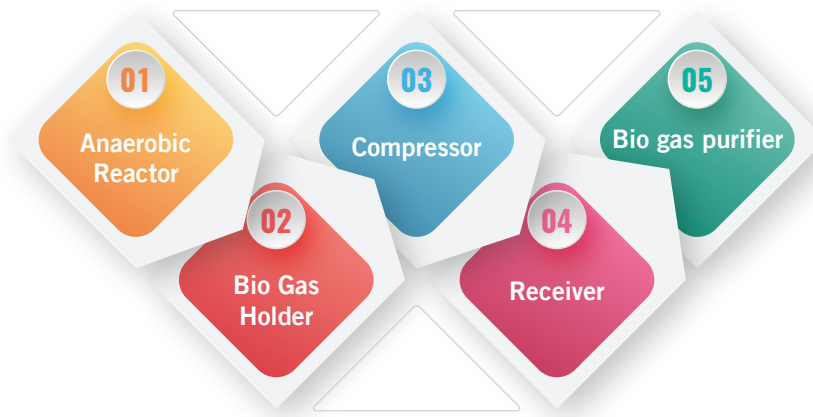 01
Anaerobic
Reactor
02
Bio Gas
Holder
03
Compressor
04
Receiver
05
Bio gas purifier